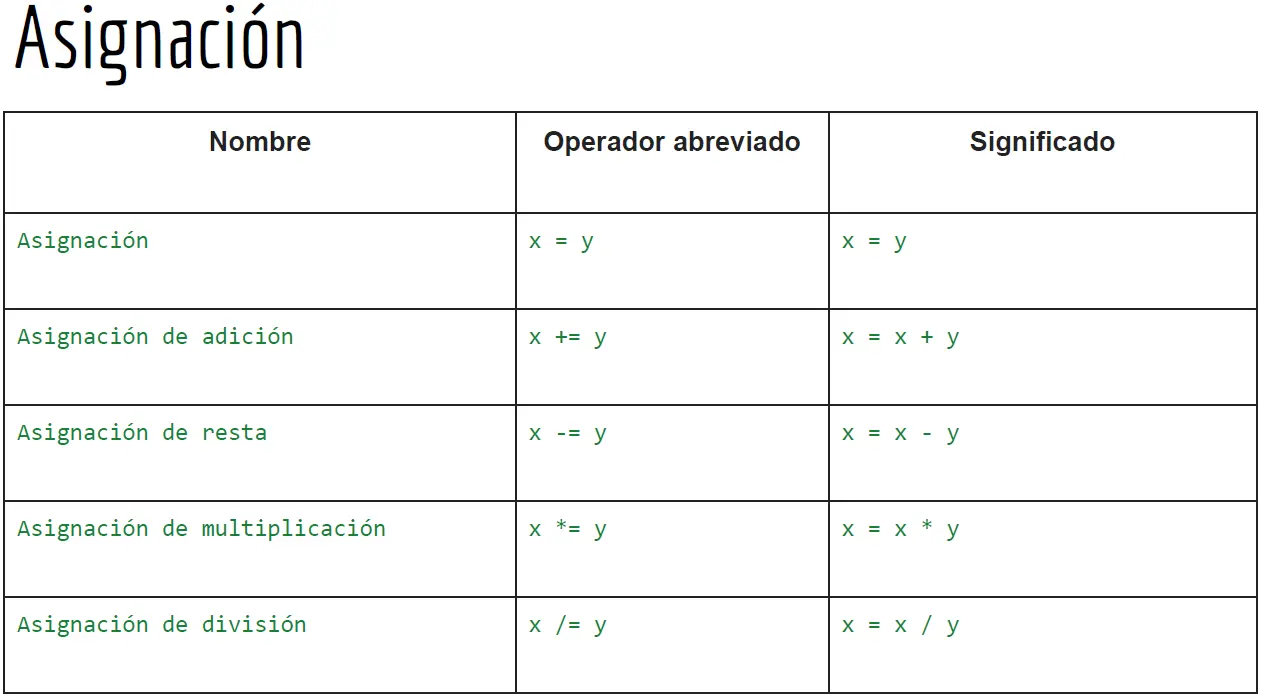 Asignación
Nombre Operador abreviado Significado
Asignación x = y x = y
Asignación de adición x += y x = x + y
Asignación de resta x -= y x = x - y
Asignación de multiplicación x *= y x = x * y
Asignación de división x /= y x = x / y